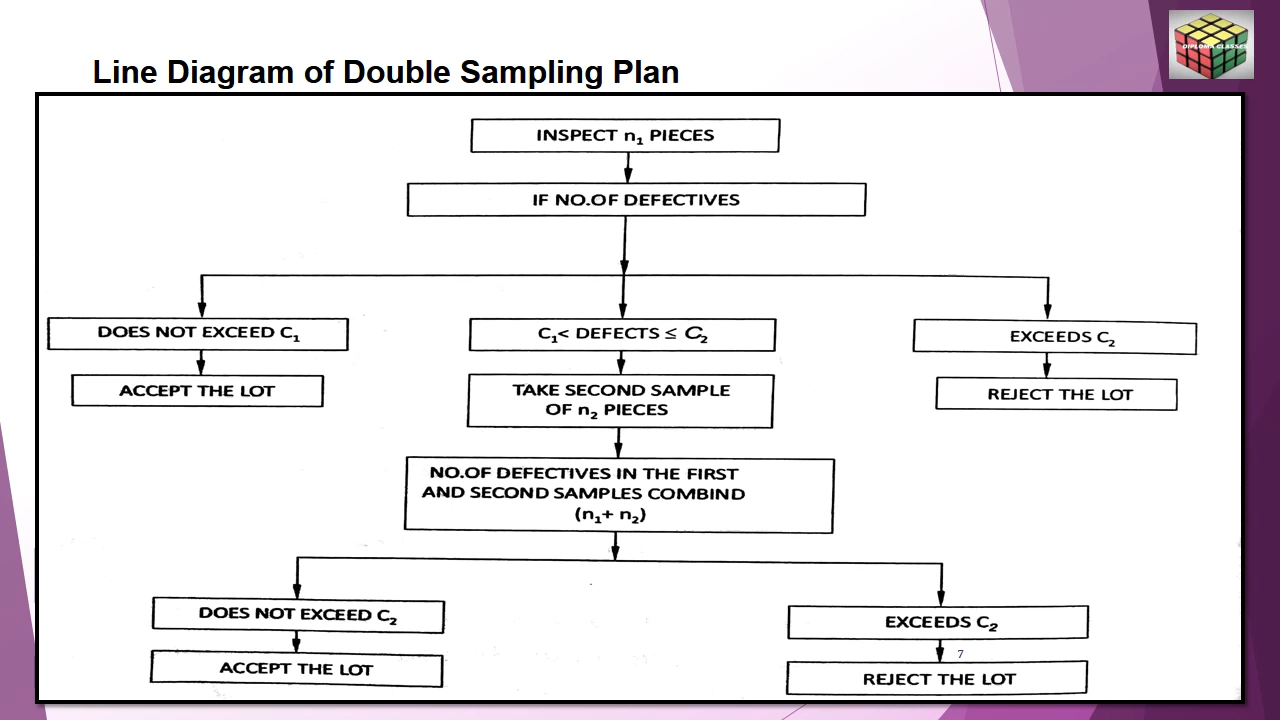 DIPLOMA CLASSES
Line Diagram of Double Sampling Plan
INSPECT n₁ PIECES
IF NO.OF DEFECTIVES
DOES NOT EXCEED C₁
ACCEPT THE LOT
C₁< DEFECTS ≤ C₂
TAKE SECOND SAMPLE
OF n₂ PIECES
EXCEEDS C₂
REJECT THE LOT
NO.OF DEFECTIVES IN THE FIRST
AND SECOND SAMPLES COMBIND
(n₁+ n₂)
DOES NOT EXCEED C₂
ACCEPT THE LOT
EXCEEDS C₂
7
REJECT THE LOT